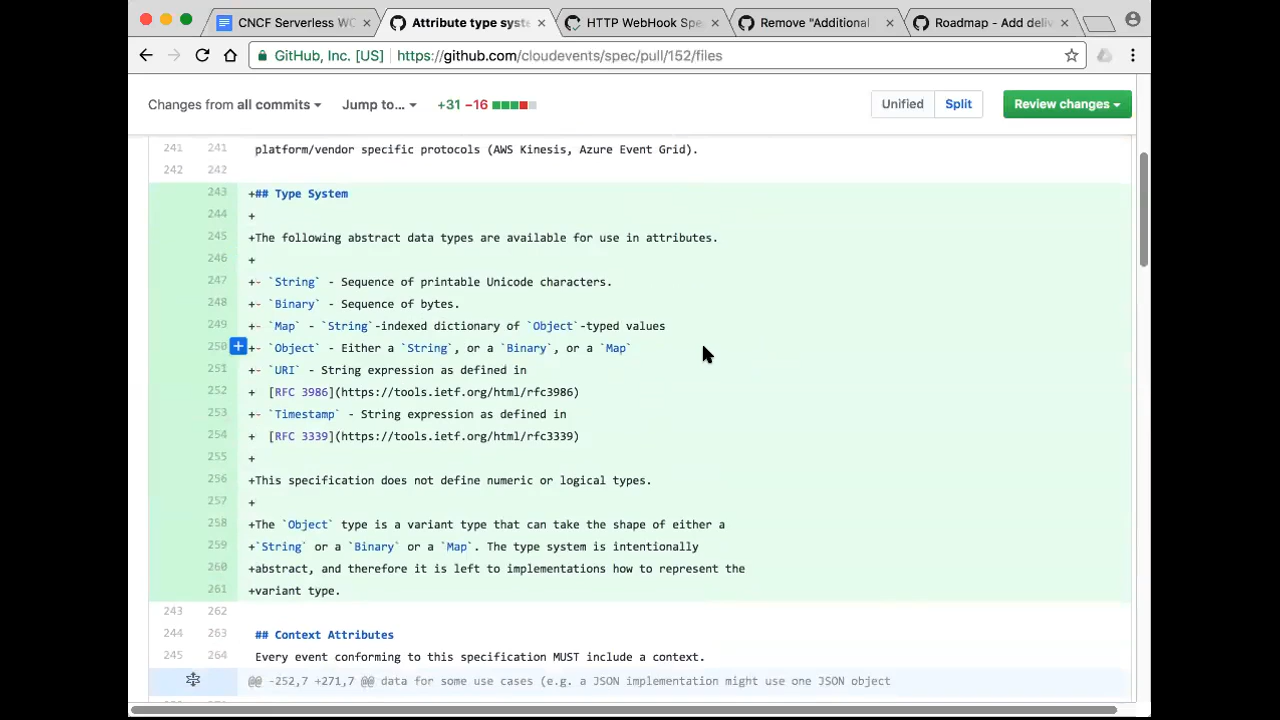 CNCF Serverless WG
Attribute type syst
HTTP WebHook Spe
Remove "Additional
Roadmap - Add deli
GitHub, Inc. [US]
https://github.com/cloudevents/spec/pull/152/files
Changes from all commits
Jump to...
+31 −16
Unified
Split
Review changes
241 241 platform/vendor specific protocols (AWS Kinesis, Azure Event Grid).
242 242
243 +## Type System
244 +
245 +The following abstract data types are available for use in attributes.
246 +
247 +- `String` - Sequence of printable Unicode characters.
248 +- `Binary` - Sequence of bytes.
249 +- `Map` - `String`-indexed dictionary of `Object`-typed values
250 +- `Object` - Either a `String`, or a `Binary`, or a `Map`
251 +- `URI` - String expression as defined in
252 + [RFC 3986](https://tools.ietf.org/html/rfc3986)
253 +- `Timestamp` - String expression as defined in
254 + [RFC 3339](https://tools.ietf.org/html/rfc3339)
255 +
256 +This specification does not define numeric or logical types.
257 +
258 +The `Object` type is a variant type that can take the shape of either a
259 +`String` or a `Binary` or a `Map`. The type system is intentionally
260 +abstract, and therefore it is left to implementations how to represent the
261 +variant type.
243 262
244 263 ## Context Attributes
245 264 Every event conforming to this specification MUST include a context.
@@ -252,7 +271,7 @@ data for some use cases (e.g. a JSON implementation might use one JSON object